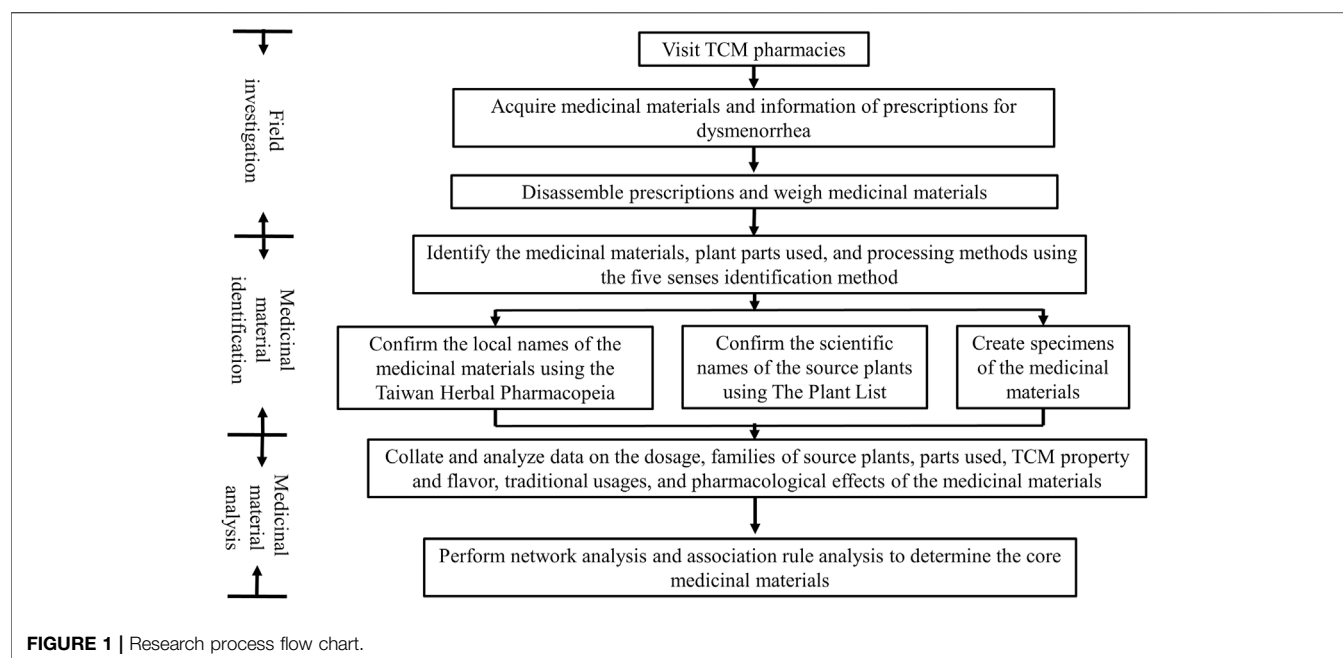 Visit TCM pharmacies
Acquire medicinal materials and information of prescriptions for
dysmenorrhea
Disassemble prescriptions and weigh medicinal materials
Field
investigation
Identify the medicinal materials, plant parts used, and processing methods using
the five senses identification method
Confirm the local names of the
medicinal materials using the
Taiwan Herbal Pharmacopeia
Confirm the scientific
names of the source plants
using The Plant List
Create specimens
of the medicinal
materials
Medicinal
material
identification
Collate and analyze data on the dosage, families of source plants, parts used, TCM property
and flavor, traditional usages, and pharmacological effects of the medicinal materials
Perform network analysis and association rule analysis to determine the core
medicinal materials
Medicinal
material
analysis
FIGURE 1 | Research process flow chart.